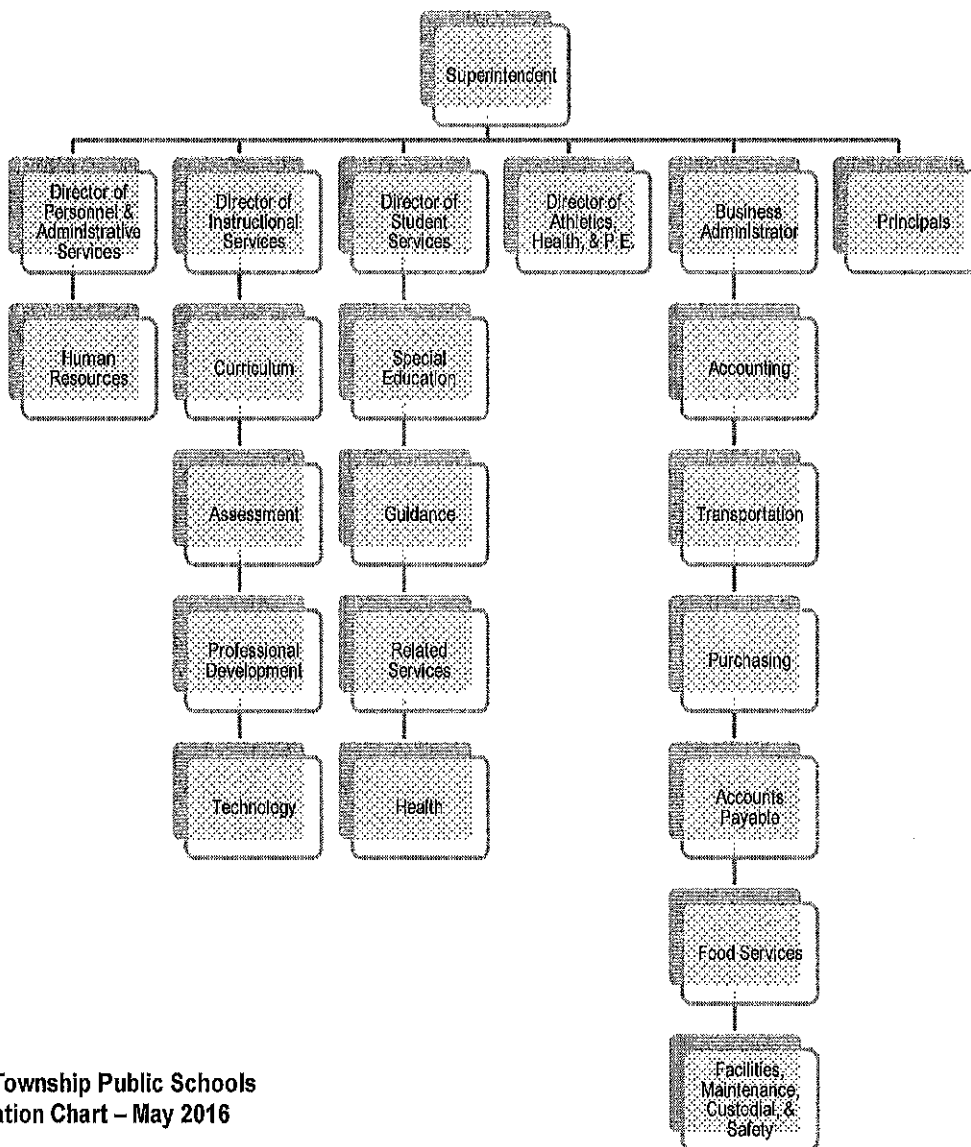 Superintendent
Director of
Personnel &
Administrative
Services
Director of
Instructional
Services
Director of
Student
Services
Director of
Athletics,
Health, & P.E.
Business
Administrator
Principals
Human
Resources
Curriculum
Special
Education
Accounting
Assessment
Guidance
Transportation
Professional
Development
Related
Services
Purchasing
Technology
Health
Accounts
Payable
Food Services
Facilities,
Maintenance,
Custodial, &
Safety
Township Public Schools
ation Chart – May 2016